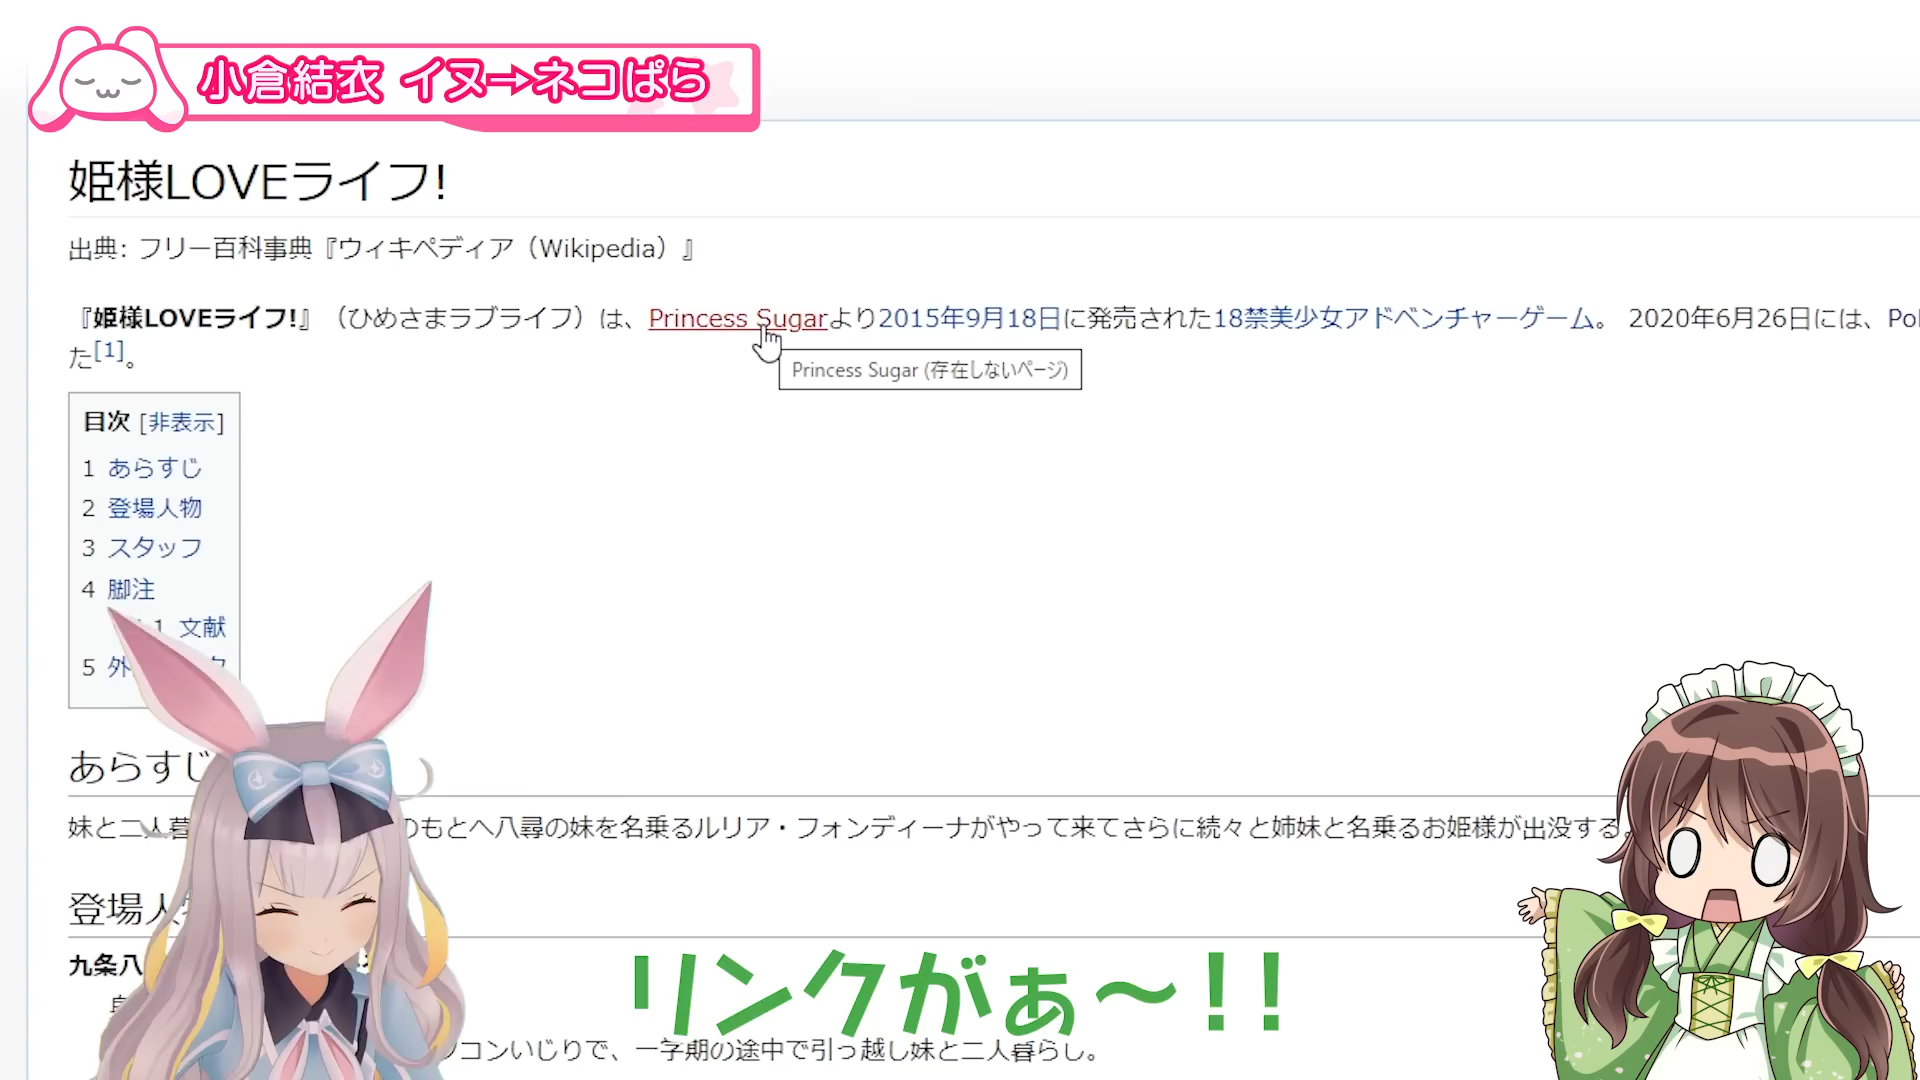 小倉結衣 イヌ→ネコぱら
姫様LOVEライフ!
出典: フリー百科事典『ウィキペディア（Wikipedia）』
『姫様LOVEライフ!』（ひめさまラブライフ）は、Princess Sugarより2015年9月18日に発売された18禁美少女アドベンチャーゲーム。 2020年6月26日には、
た[1]。
Princess Sugar (存在しないページ)
目次 [非表示]
1 あらすじ
2 登場人物
3 スタッフ
4 脚注
1 文献
5 外
あらすじ
妹と二人暮 のもとへ八尋の妹を名乗るルリア・フォンディーナがやって来てさらに続々と姉妹と名乗るお姫様が出没する。
登場人
九条八
リンクがぁ〜!!
コンいじりで、一学期の途中で引っ越し妹と二人暮らし。